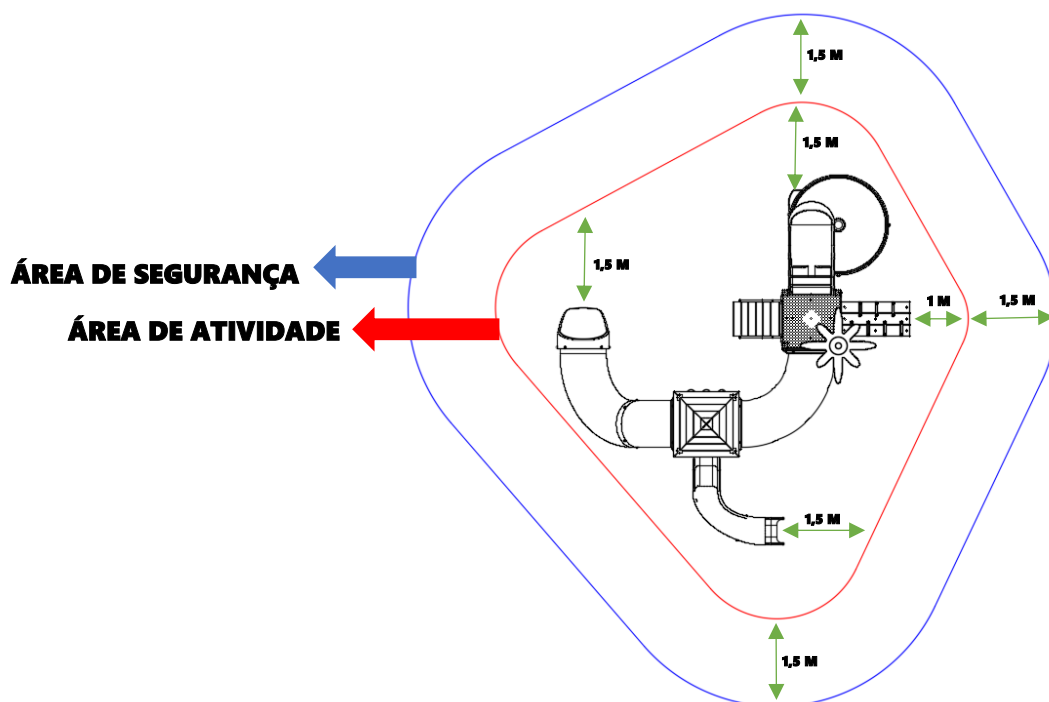 1,5 M
1,5 M
1,5 M
ÁREA DE SEGURANÇA
ÁREA DE ATIVIDADE
1 M
1,5 M
1,5 M
1,5 M